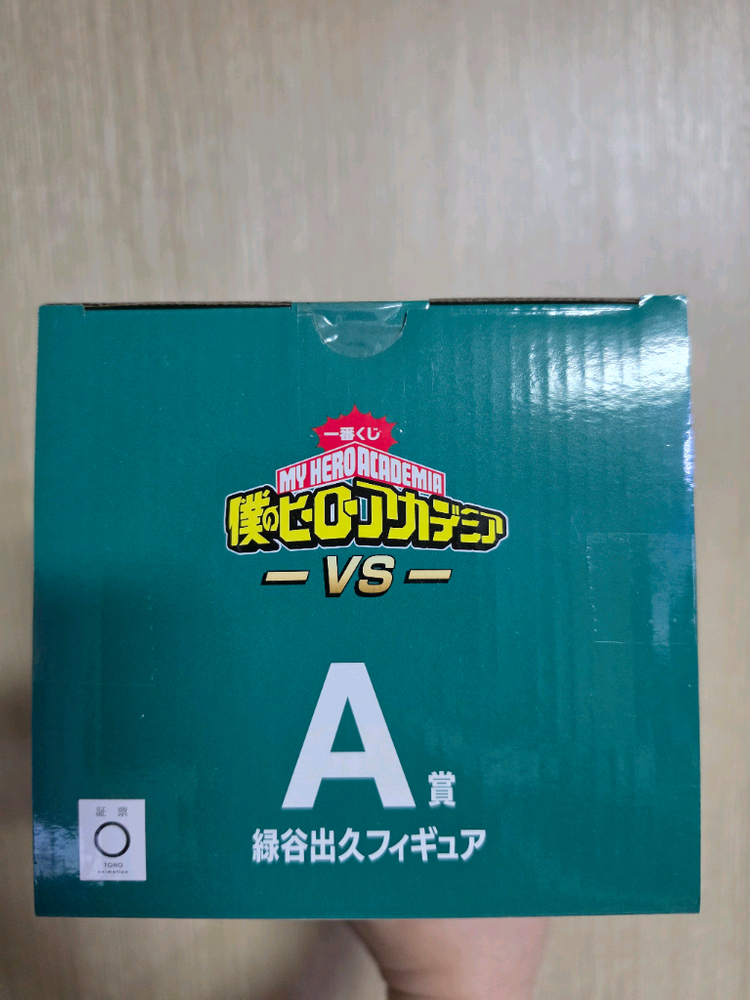 一番くじ
MY HERO ACADEMIA
僕のヒーローアカデミア
VS
A賞
緑谷出久フィギュア
証票
TOHO
animation